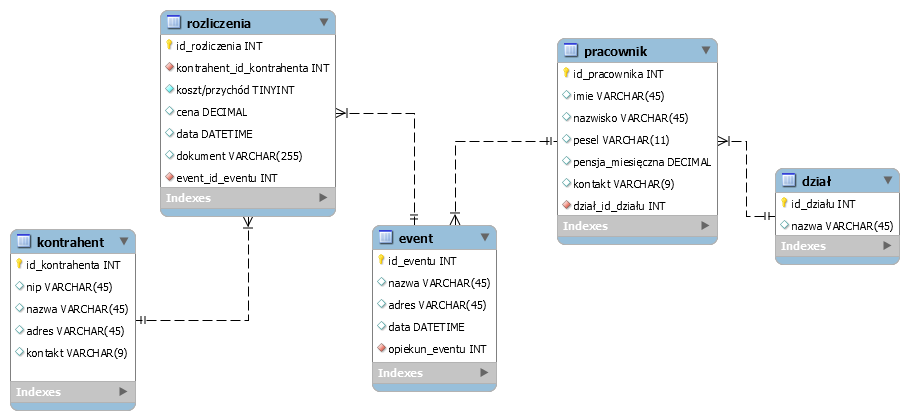 rozliczenia
id_rozliczenia INT
kontrahent_id_kontrahenta INT
koszt/przychód TINYINT
cena DECIMAL
data DATETIME
dokument VARCHAR(255)
event_id_eventu INT
Indexes
pracownik
id_pracownika INT
imie VARCHAR(45)
nazwisko VARCHAR(45)
pesel VARCHAR(11)
pensja_miesięczna DECIMAL
kontakt VARCHAR(9)
dział_id_działu INT
Indexes
dział
id_działu INT
nazwa VARCHAR(45)
Indexes
kontrahent
id_kontrahenta INT
nip VARCHAR(45)
nazwa VARCHAR(45)
adres VARCHAR(45)
kontakt VARCHAR(9)
Indexes
event
id_eventu INT
nazwa VARCHAR(45)
adres VARCHAR(45)
data DATETIME
opiekun_eventu INT
Indexes